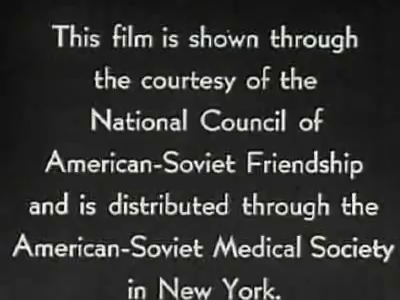 This film is shown through
the courtesy of the
National Council of
American-Soviet Friendship
and is distributed through the
American-Soviet Medical Society
in New York.